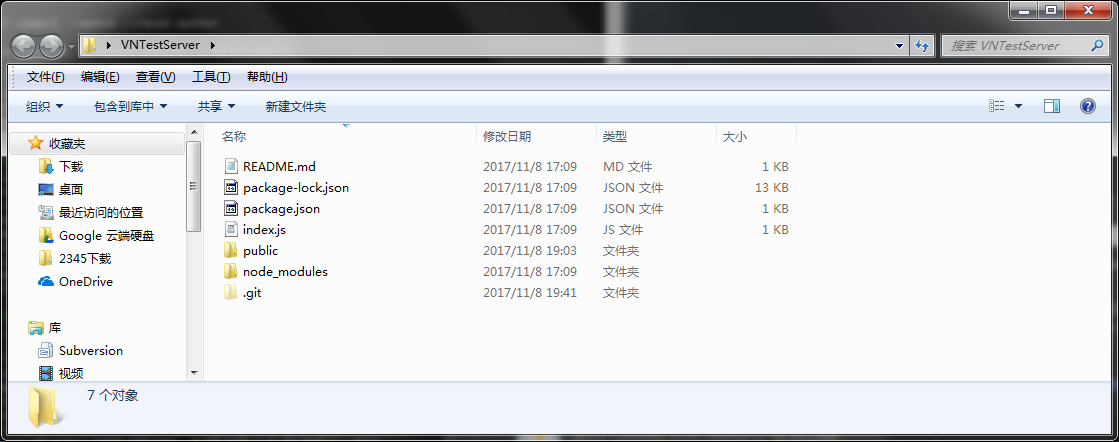 VNTestServer
搜索 VNTestServer
文件(F) 编辑(E) 查看(V) 工具(T) 帮助(H)
组织 包含到库中 共享 新建文件夹
收藏夹
下载
桌面
最近访问的位置
Google 云端硬盘
2345下载
OneDrive
库
Subversion
视频
名称 修改日期 类型 大小
README.md 2017/11/8 17:09 MD 文件 1 KB
package-lock.json 2017/11/8 17:09 JSON 文件 13 KB
package.json 2017/11/8 17:09 JSON 文件 1 KB
index.js 2017/11/8 17:09 JS 文件 1 KB
public 2017/11/8 19:03 文件夹
node_modules 2017/11/8 17:09 文件夹
.git 2017/11/8 19:41 文件夹
7 个对象